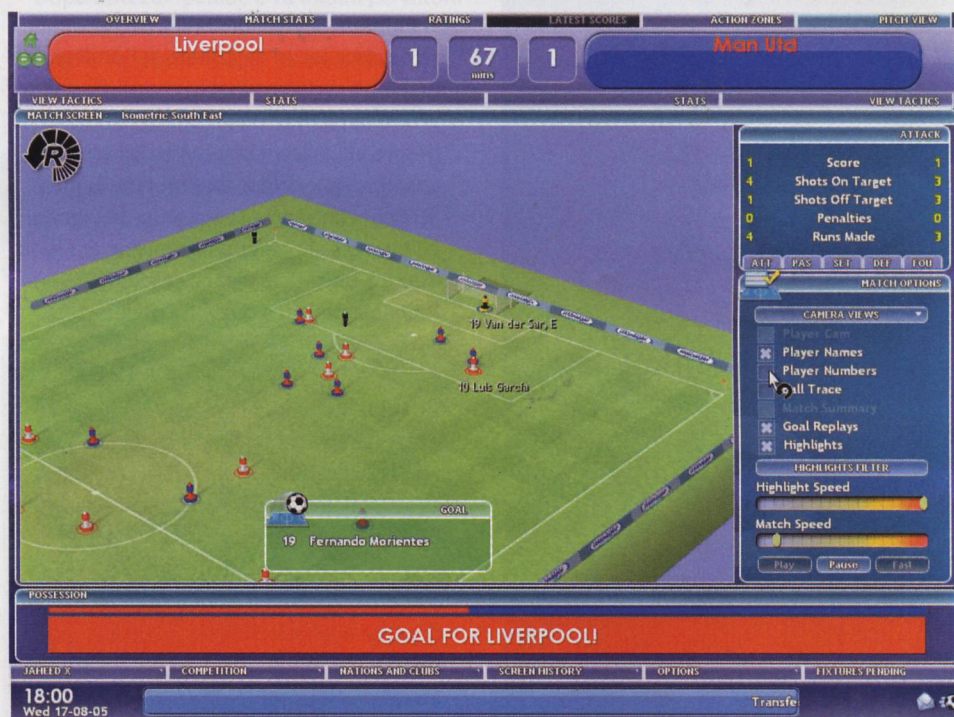 OVERVIEW MATCH STATS RATINGS LATEST SCORES ACTION ZONES PITCH VIEW
Liverpool 1 67 1 Man Utd
mins
VIEW TACTICS STATS STATS VIEW TACTICS
MATCH SCREEN - Isometric South East
R
ATTACK
1 Score 1
4 Shots On Target 3
1 Shots Off Target 3
0 Penalties 0
4 Runs Made 3
ATT PAS SET DEF FOU
MATCH OPTIONS
CAMERA VIEWS
Player Cam
Player Names
Player Numbers
all Trace
Match Summary
Goal Replays
Highlights
HIGHLIGHTS FILTER
Highlight Speed
Match Speed
Play Pause Fast
19 Van der Sar, E
10 Luis García
GOAL
19 Fernando Morientes
POSSESSION
GOAL FOR LIVERPOOL!
JAHEED X COMPETITION NATIONS AND CLUBS SCREEN HISTORY OPTIONS FIXTURES PENDING
18:00
Wed 17-08-05
Transfe